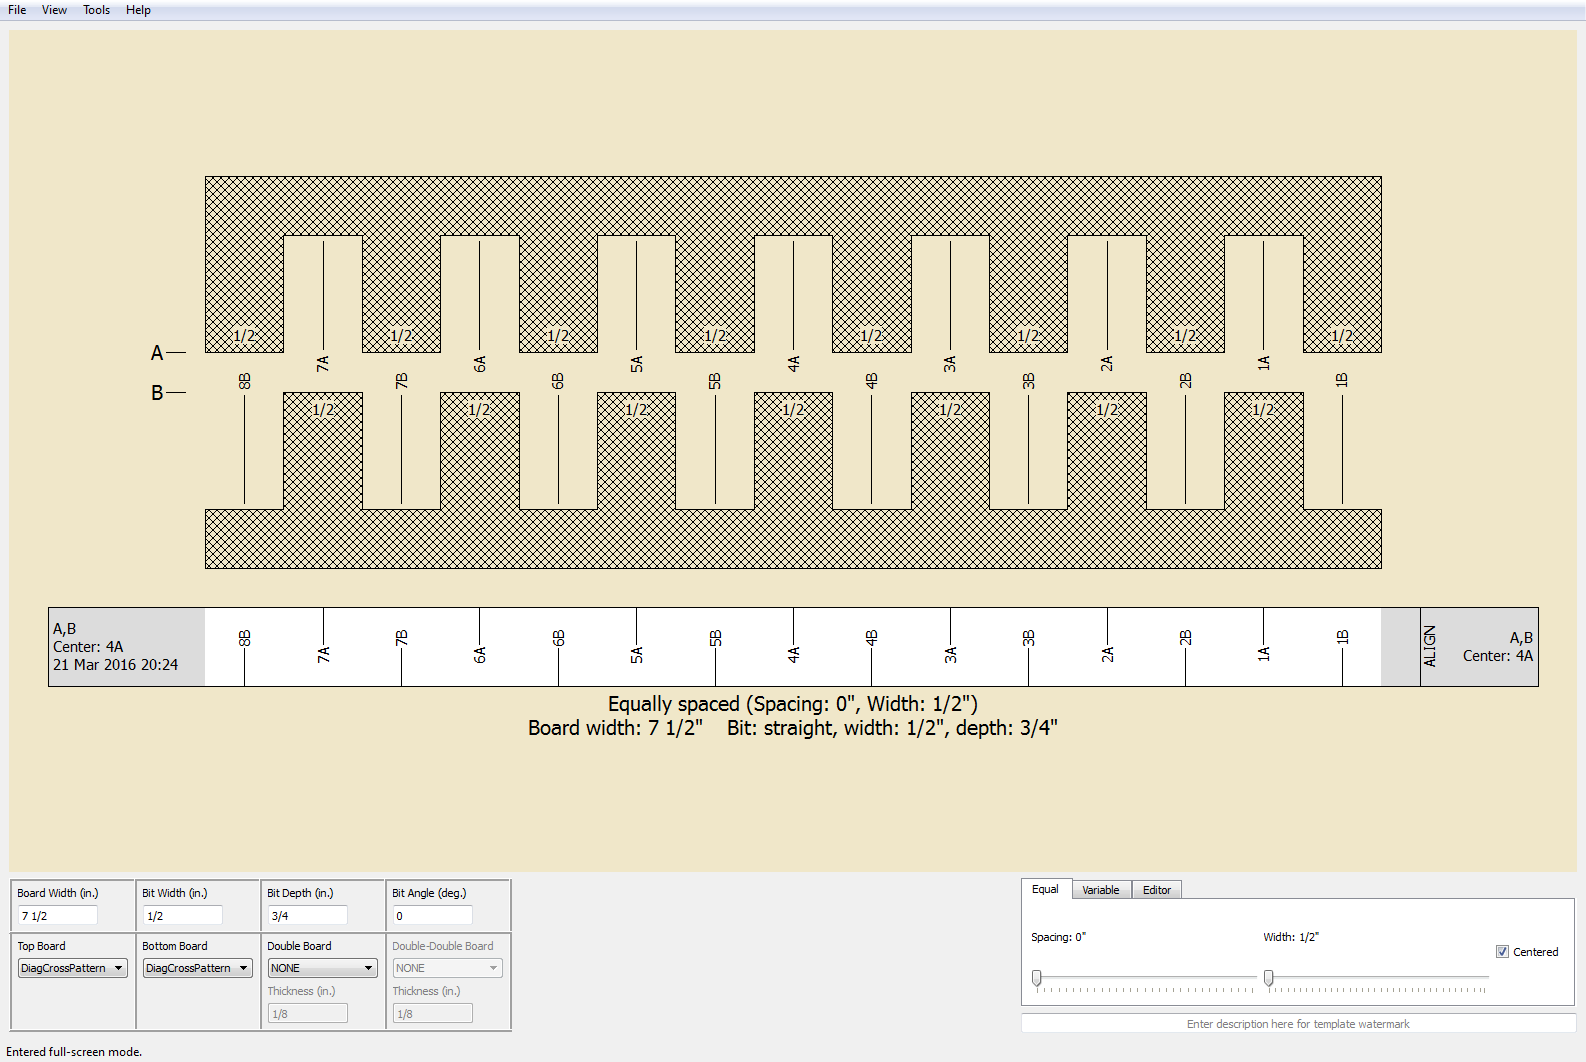 File View Tools Help
1/2 1/2 1/2 1/2 1/2 1/2 1/2 1/2
A
7A 6A 5A 4A 3A 2A 1A
8B 7B 6B 5B 4B 3B 2B 1B
B
1/2 1/2 1/2 1/2 1/2 1/2 1/2
A,B
Center: 4A
21 Mar 2016 20:24
8B 7A 7B 6A 6B 5A 5B 4A 4B 3A 3B 2A 2B 1A 1B
ALIGN
A,B
Center: 4A
Equally spaced (Spacing: 0", Width: 1/2")
Board width: 7 1/2" Bit: straight, width: 1/2", depth: 3/4"
Board Width (in.) Bit Width (in.) Bit Depth (in.) Bit Angle (deg.)
7 1/2 1/2 3/4 0
Top Board Bottom Board Double Board Double-Double Board
DiagCrossPattern DiagCrossPattern NONE NONE
Thickness (in.) Thickness (in.)
1/8 1/8
Equal Variable Editor
Spacing: 0" Width: 1/2"
Centered
Enter description here for template watermark
Entered full-screen mode.